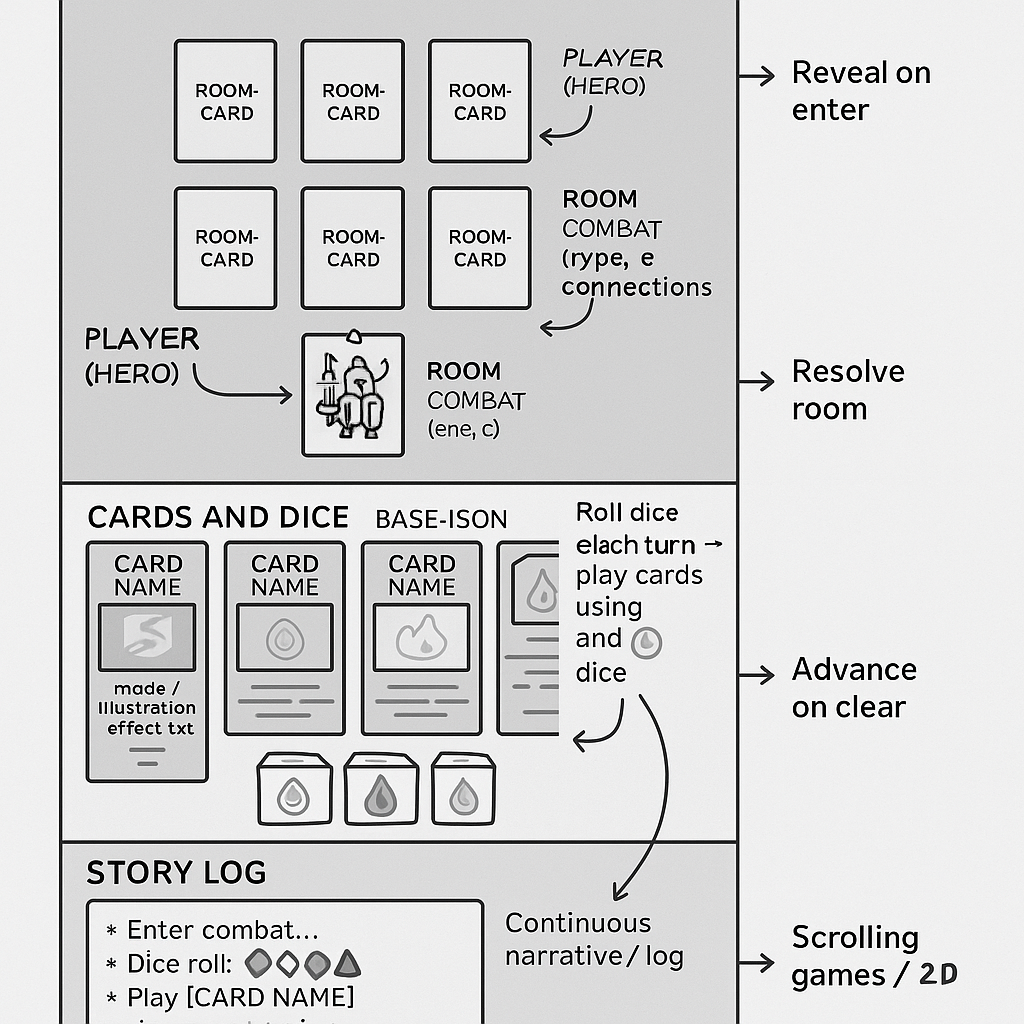 ROOM-
CARD
ROOM-
CARD
ROOM-
CARD
PLAYER
(HERO)
Reveal on
enter
ROOM-
CARD
ROOM-
CARD
ROOM-
CARD
ROOM
COMBAT
(rype, e
connections
PLAYER
(HERO)
ROOM
COMBAT
(ene, c)
Resolve
room
CARDS AND DICE
BASE-ISON
CARD
NAME
made /
Illustration
effect txt
CARD
NAME
CARD
NAME
Roll dice
elach turn →
play cards
using
and
dice
Advance
on clear
STORY LOG
* Enter combat...
* Dice roll:
* Play [CARD NAME]
Continuous
narrative / log
Scrolling
games / 2D